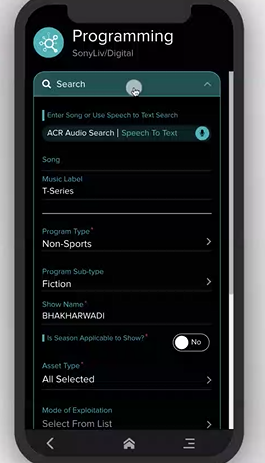 Programming
SonyLiv/Digital
Search
Enter Song or Use Speech to Text Search
ACR Audio Search | Speech To Text
Song
Music Label
T-Series
Program Type*
Non-Sports
Program Sub-type
Fiction
Show Name*
BHAKHARWADI
Is Season Applicable to Show?*
No
Asset Type*
All Selected
Mode of Exploitation
Select From List